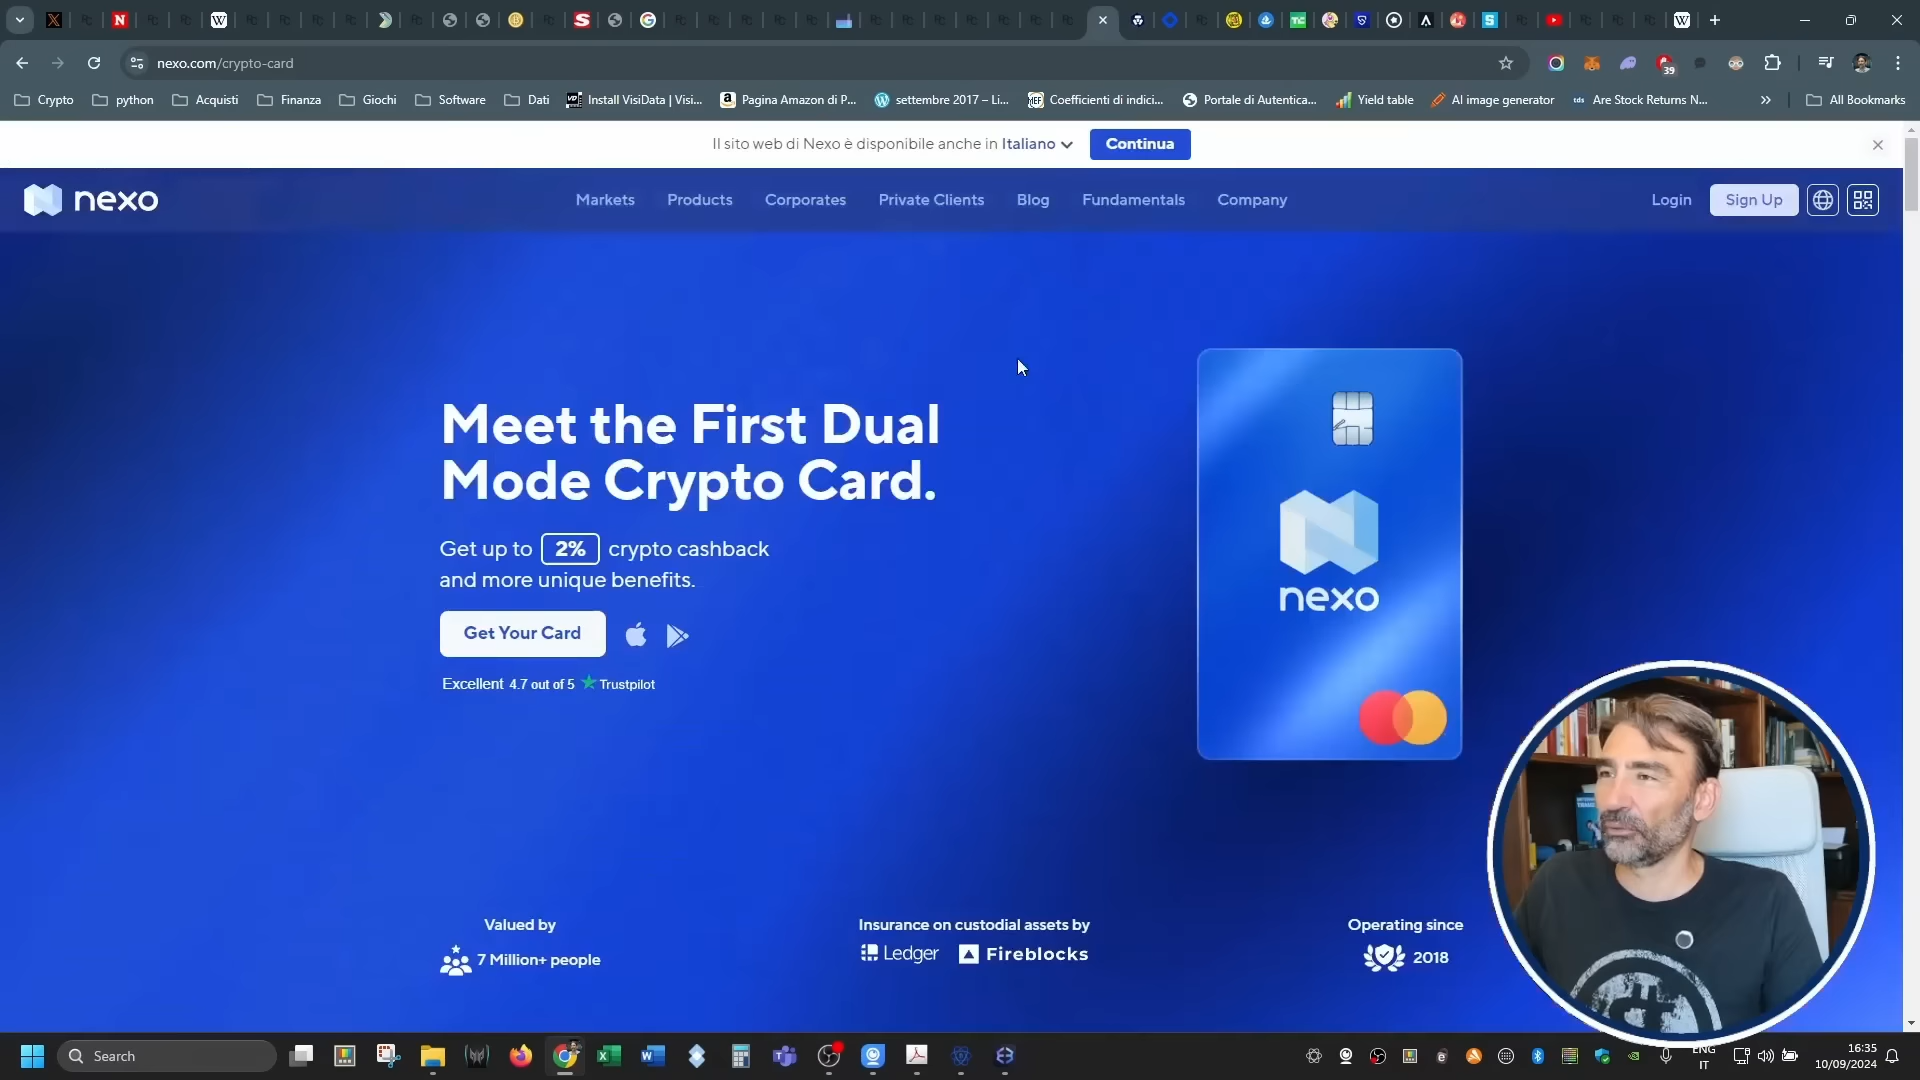 nexo.com/crypto-card
39
Crypto
python
Acquisti
Finanza
Giochi
Software
Dati
Install VisiData | Visi...
Pagina Amazon di P...
settembre 2017 – Li...
Coefficienti di indici...
Portale di Autentica...
Yield table
AI image generator
Are Stock Returns N...
All Bookmarks
Il sito web di Nexo è disponibile anche in Italiano
Continua
nexo
Markets
Products
Corporates
Private Clients
Blog
Fundamentals
Company
Login
Sign Up
Meet the First Dual
Mode Crypto Card.
Get up to 2% crypto cashback
and more unique benefits.
Get Your Card
Excellent 4.7 out of 5 Trustpilot
nexo
Valued by
7 Million+ people
Insurance on custodial assets by
Ledger Fireblocks
Operating since
2018
Search
ENG
IT
16:35
10/09/2024